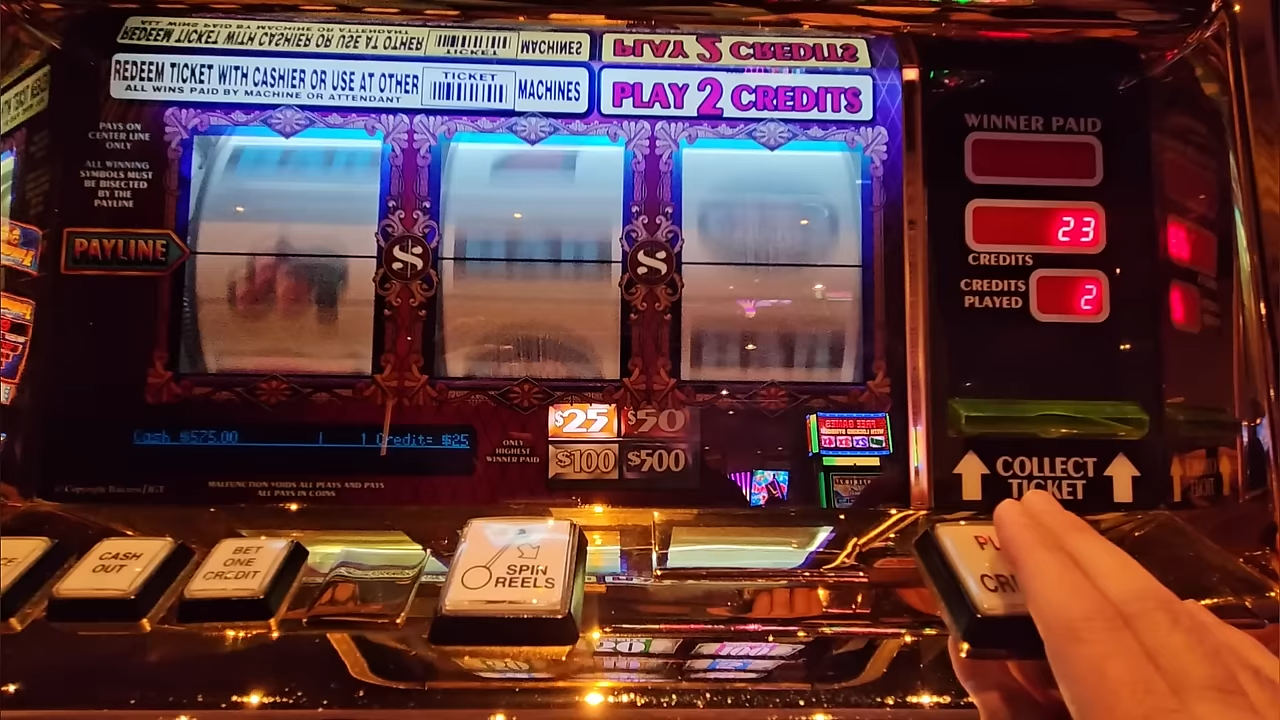 REDEEM TICKET WITH CASHIER OR USE AT OTHER
TICKET
MACHINES
ALL WINS PAID BY MACHINE OR ATTENDANT
PLAY 2 CREDITS
PAYS ON
CENTER LINE
ONLY
ALL WINNING
SYMBOLS MUST
BE BISECTED
BY THE
PAYLINE
PAYLINE
$
$
WINNER PAID
23
CREDITS
CREDITS
PLAYED
2
Cash $575.00
1 Credit= $25
ONLY
HIGHEST
WINNER PAID
$25
$50
$100
$500
MALFUNCTION VOIDS ALL PLAYS AND PAYS
ALL PAYS IN COINS
COLLECT
TICKET
CASH
OUT
BET
ONE
CREDIT
SPIN
REELS